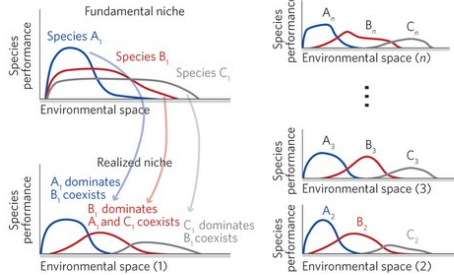 Fundamental niche
Species performance
Species A1
Species B1
Species C1
Environmental space
Realized niche
Species performance
A1 dominates
B1 coexists
B1 dominates
A1 and C1 coexists
C1 dominates
B1 coexists
Environmental space (1)
Species performance
An
Bn
Cn
Environmental space (n)
Species performance
A3
B3
C3
Environmental space (3)
Species performance
A2
B2
C2
Environmental space (2)